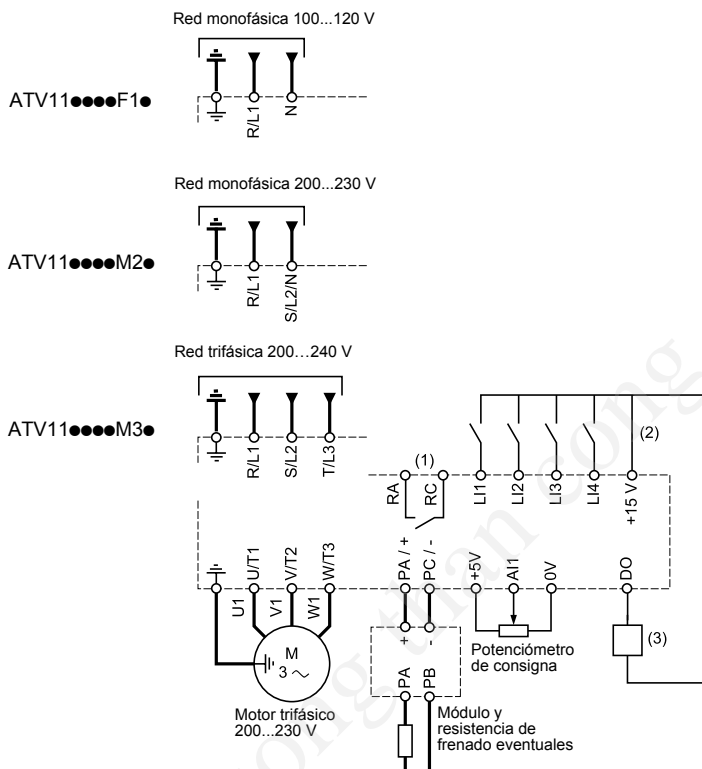 Red monofásica 100...120 V
ATV11●●●●F1●
R/L1
N
Red monofásica 200...230 V
ATV11●●●●M2●
R/L1
S/L2/N
Red trifásica 200...240 V
ATV11●●●●M3●
R/L1
S/L2
T/L3
(1)
(2)
RA
RC
LI1
LI2
LI3
LI4
+15 V
U/T1
V/T2
W/T3
PA / +
PC / -
+5V
AI1
0V
DO
U1
V1
W1
M
3 ~
+
-
(3)
Potenciómetro
de consigna
PA
PB
Motor trifásico
200...230 V
Módulo y
resistencia de
frenado eventuales
cong than cong